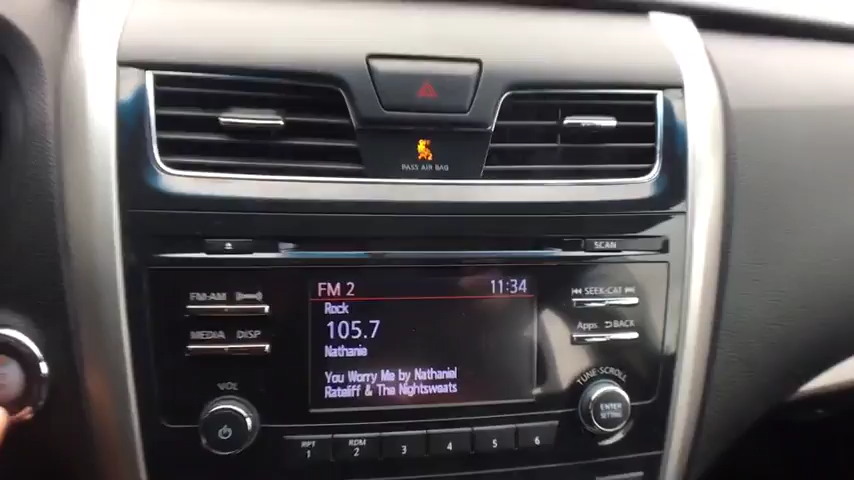 PASS AIR BAG
SCAN
FM·AM
MEDIA DISP
VOL
FM 2 11:34
Rock
105.7
Nathanie
You Worry Me by Nathaniel
Rateliff & The Nightsweats
SEEK·CAT
Apps BACK
TUNE·SCROLL
ENTER
SETTING
RPT RDM
1 2 3 4 5 6